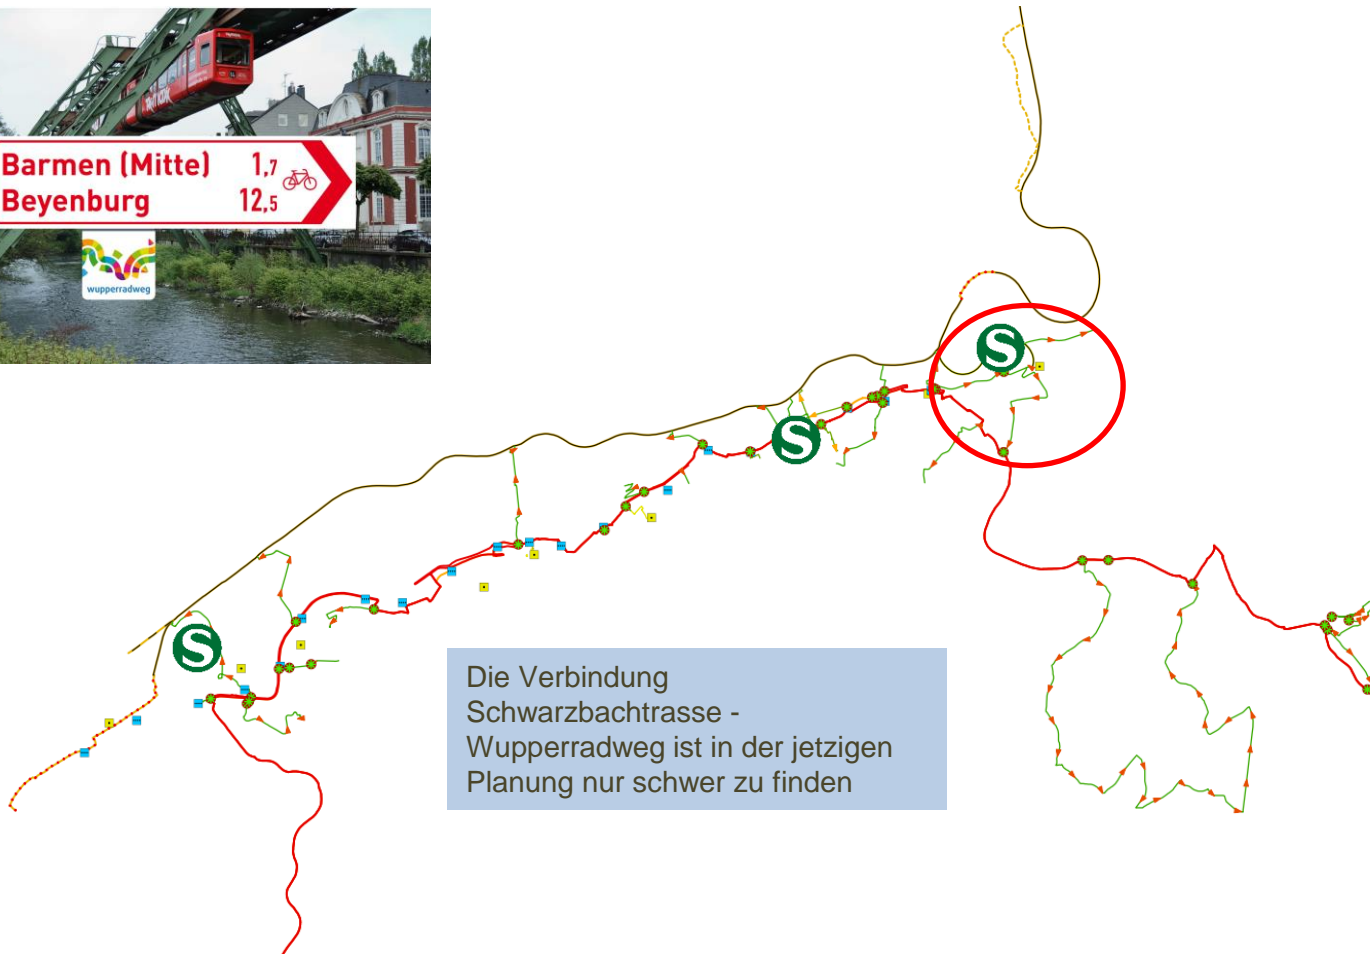 Barmen (Mitte) 1,7
Beyenburg 12,5
wupperradweg
S
S
S
Die Verbindung
Schwarzbachtrasse -
Wupperradweg ist in der jetzigen
Planung nur schwer zu finden